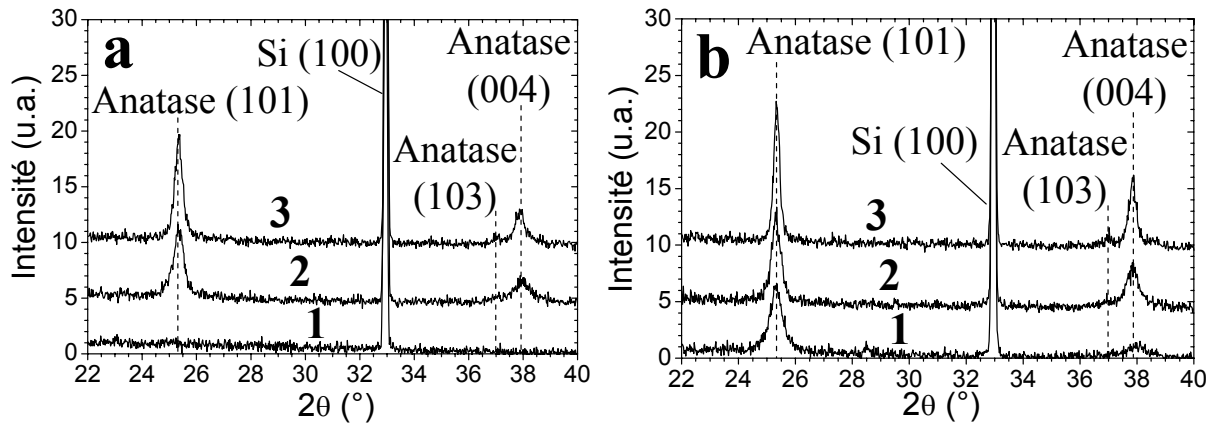 a
Intensité (u.a.)
30
25
20
15
10
5
0
Si (100)
Anatase
(004)
Anatase (101)
Anatase
(103)
3
2
1
22 24 26 28 30 32 34 36 38 40
2θ (°)
b
Intensité (u.a.)
30
25
20
15
10
5
0
Anatase (101)
Anatase
(004)
Si (100)
Anatase
(103)
3
2
1
22 24 26 28 30 32 34 36 38 40
2θ (°)